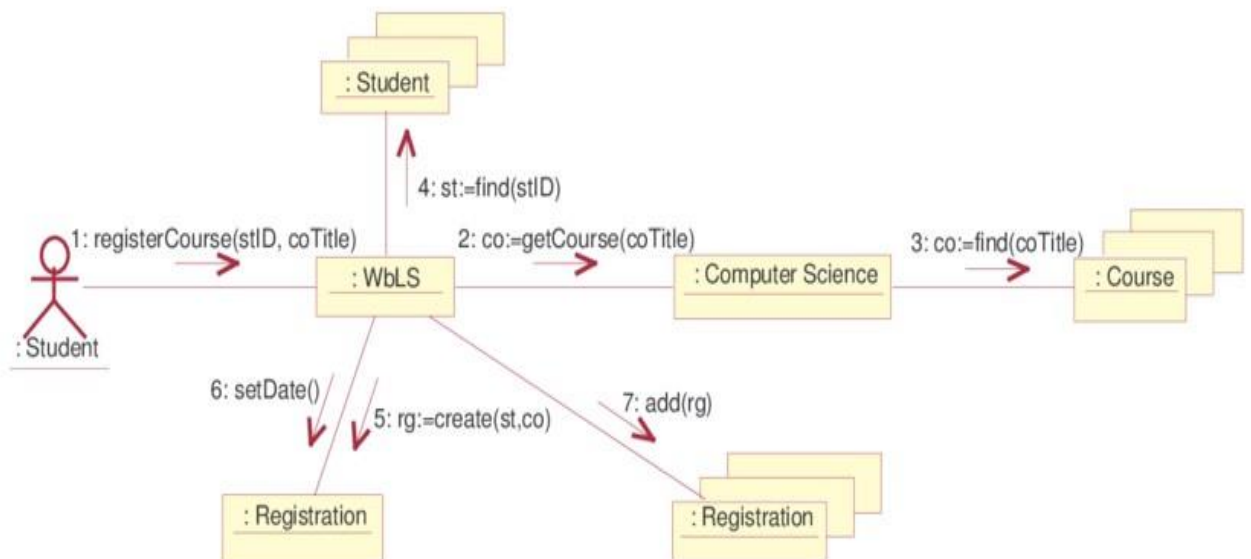 : Student
4: st:=find(stID)
1: registerCourse(stID, coTitle)
2: co:=getCourse(coTitle)
3: co:=find(coTitle)
: WbLS
: Computer Science
: Course
: Student
6: setDate()
5: rg:=create(st,co)
7: add(rg)
: Registration
: Registration